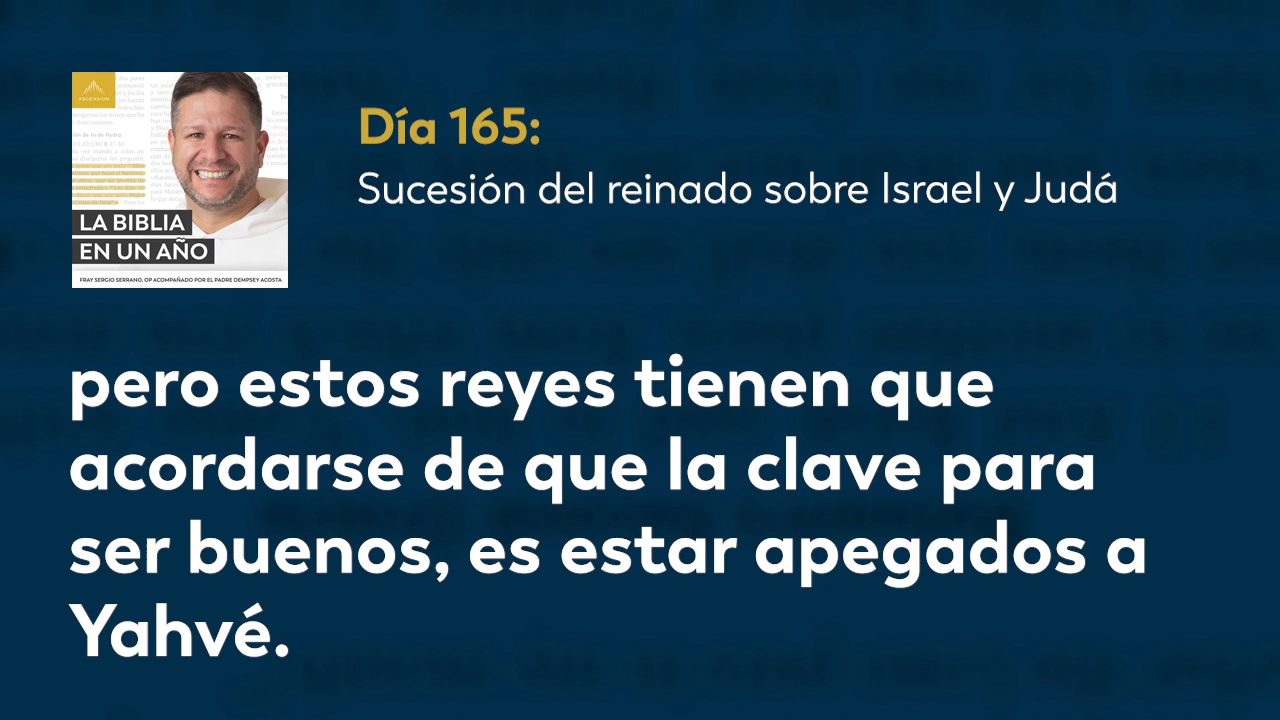 ASCENSION
LA BIBLIA
EN UN AÑO
FRAY SERGIO SERRANO, OP ACOMPAÑADO POR EL PADRE DEMPSEY ACOSTA
Día 165:
Sucesión del reinado sobre Israel y Judá
pero estos reyes tienen que
acordarse de que la clave para
ser buenos, es estar apegados a
Yahvé.